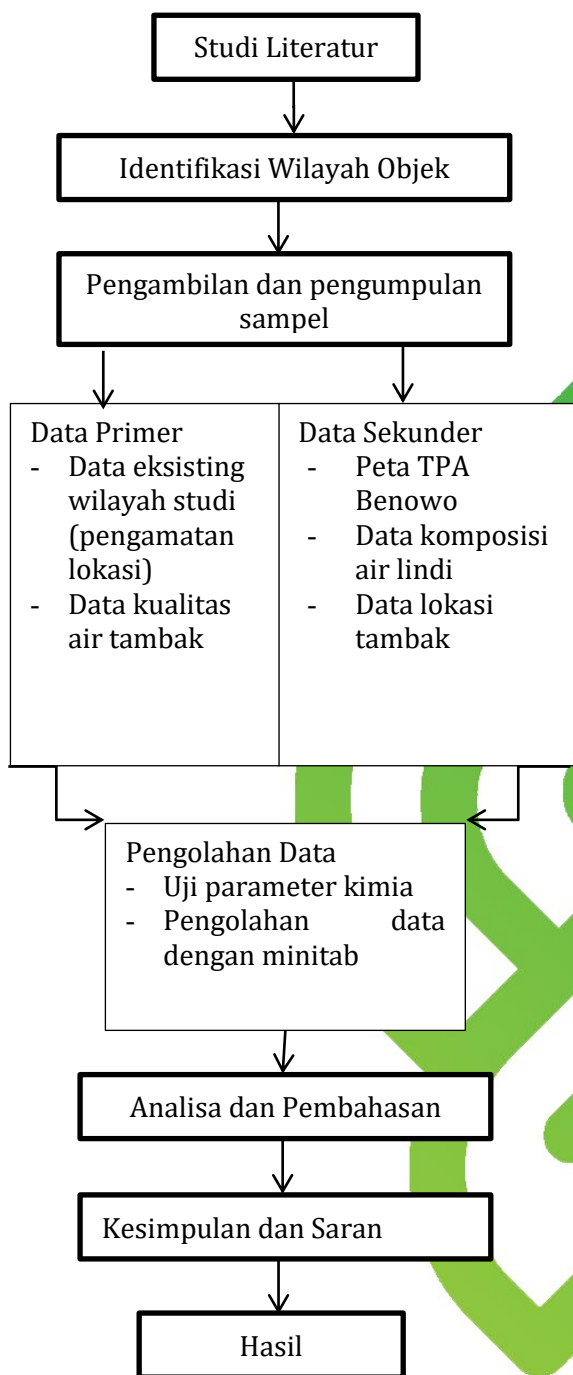 Studi Literatur
Identifikasi Wilayah Objek
Pengambilan dan pengumpulan
sampel
Data Primer
- Data eksisting
wilayah studi
(pengamatan
lokasi)
- Data kualitas
air tambak
Data Sekunder
- Peta TPA
Benowo
- Data komposisi
air lindi
- Data lokasi
tambak
Pengolahan Data
- Uji parameter kimia
- Pengolahan data
dengan minitab
Analisa dan Pembahasan
Kesimpulan dan Saran
Hasil